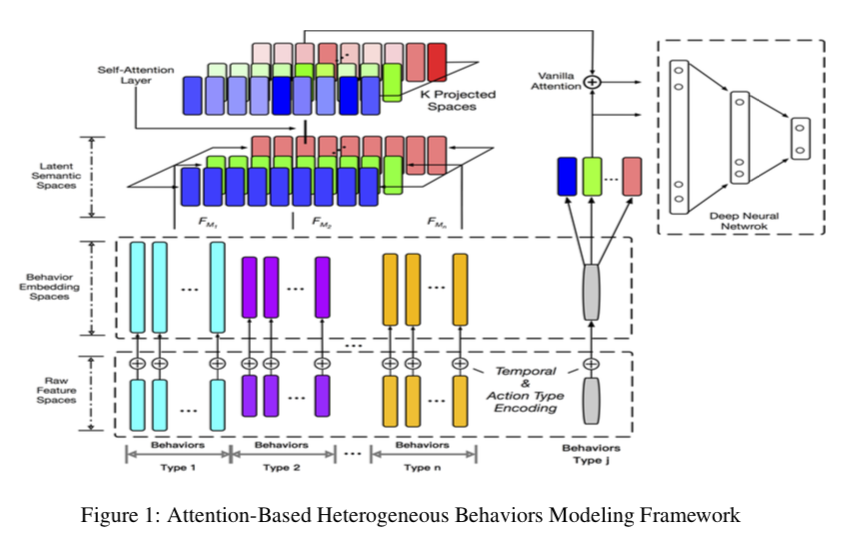 Self-Attention
Layer
K Projected
Spaces
Vanilla
Attention
Latent
Semantic
Spaces
F_{M_1}
F_{M_2}
F_{M_n}
Deep Neural
Netwrok
Behavior
Embedding
Spaces
...
Raw
Feature
Spaces
Temporal
&
Action Type
Encoding
Behaviors
Type 1
Behaviors
Type 2
...
Behaviors
Type n
Behaviors
Type j
Figure 1: Attention-Based Heterogeneous Behaviors Modeling Framework